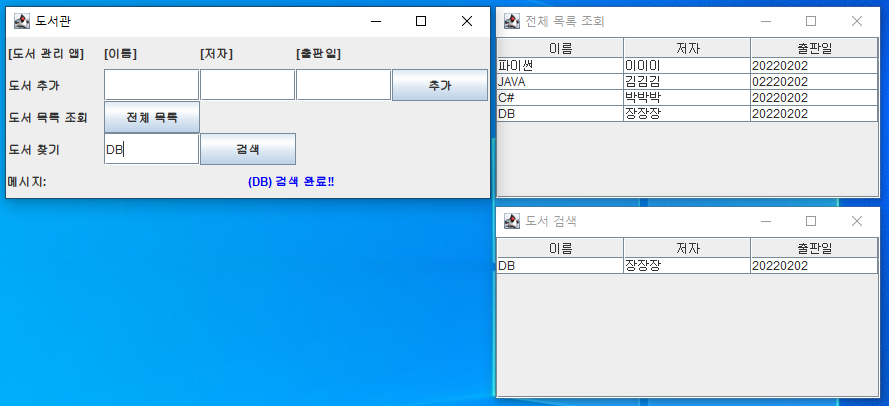 도서관
[도서 관리 앱] [이름] [저자] [출판일]
도서 추가 추가
도서 목록 조회 전체 목록
도서 찾기 DB 검색
메시지: (DB) 검색 완료!!
전체 목록 조회
이름 저자 출판일
파이썬 이이이 20220202
JAVA 김김김 02220202
C# 박박박 20220202
DB 장장장 20220202
도서 검색
이름 저자 출판일
DB 장장장 20220202